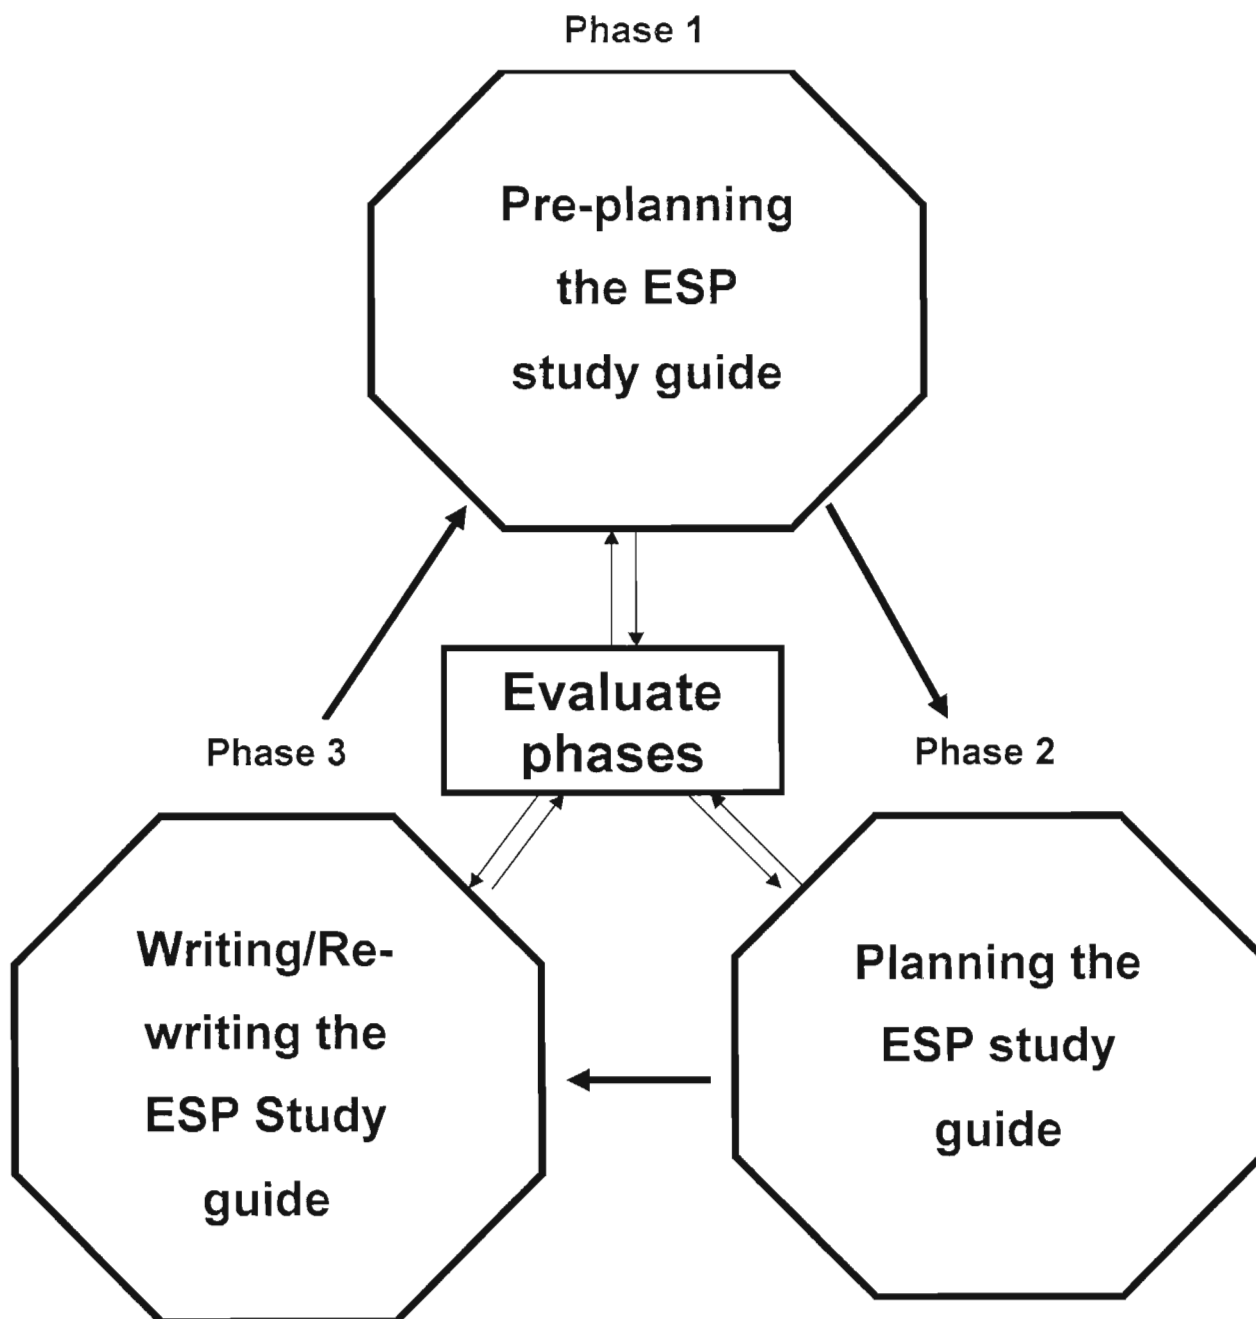 Phase 1
Pre-planning
the ESP
study guide
Evaluate
phases
Phase 3
Phase 2
Writing/Re-
writing the
ESP Study
guide
Planning the
ESP study
guide